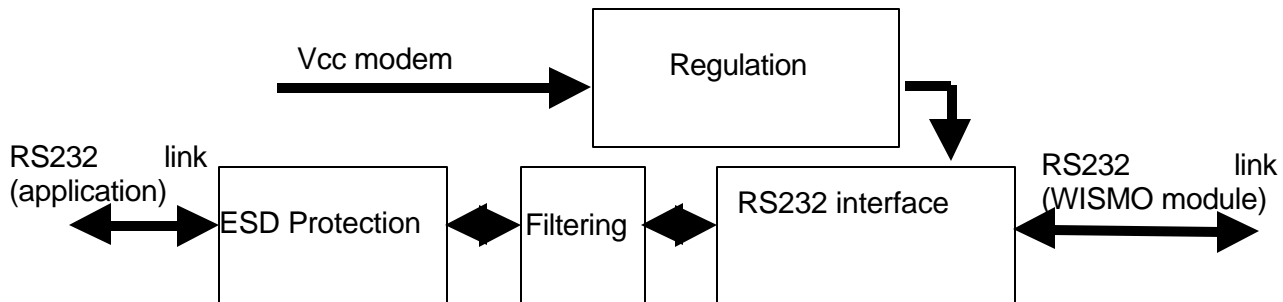 Vcc modem
Regulation
RS232 link
(application)
ESD Protection
Filtering
RS232 interface
RS232 link
(WISMO module)